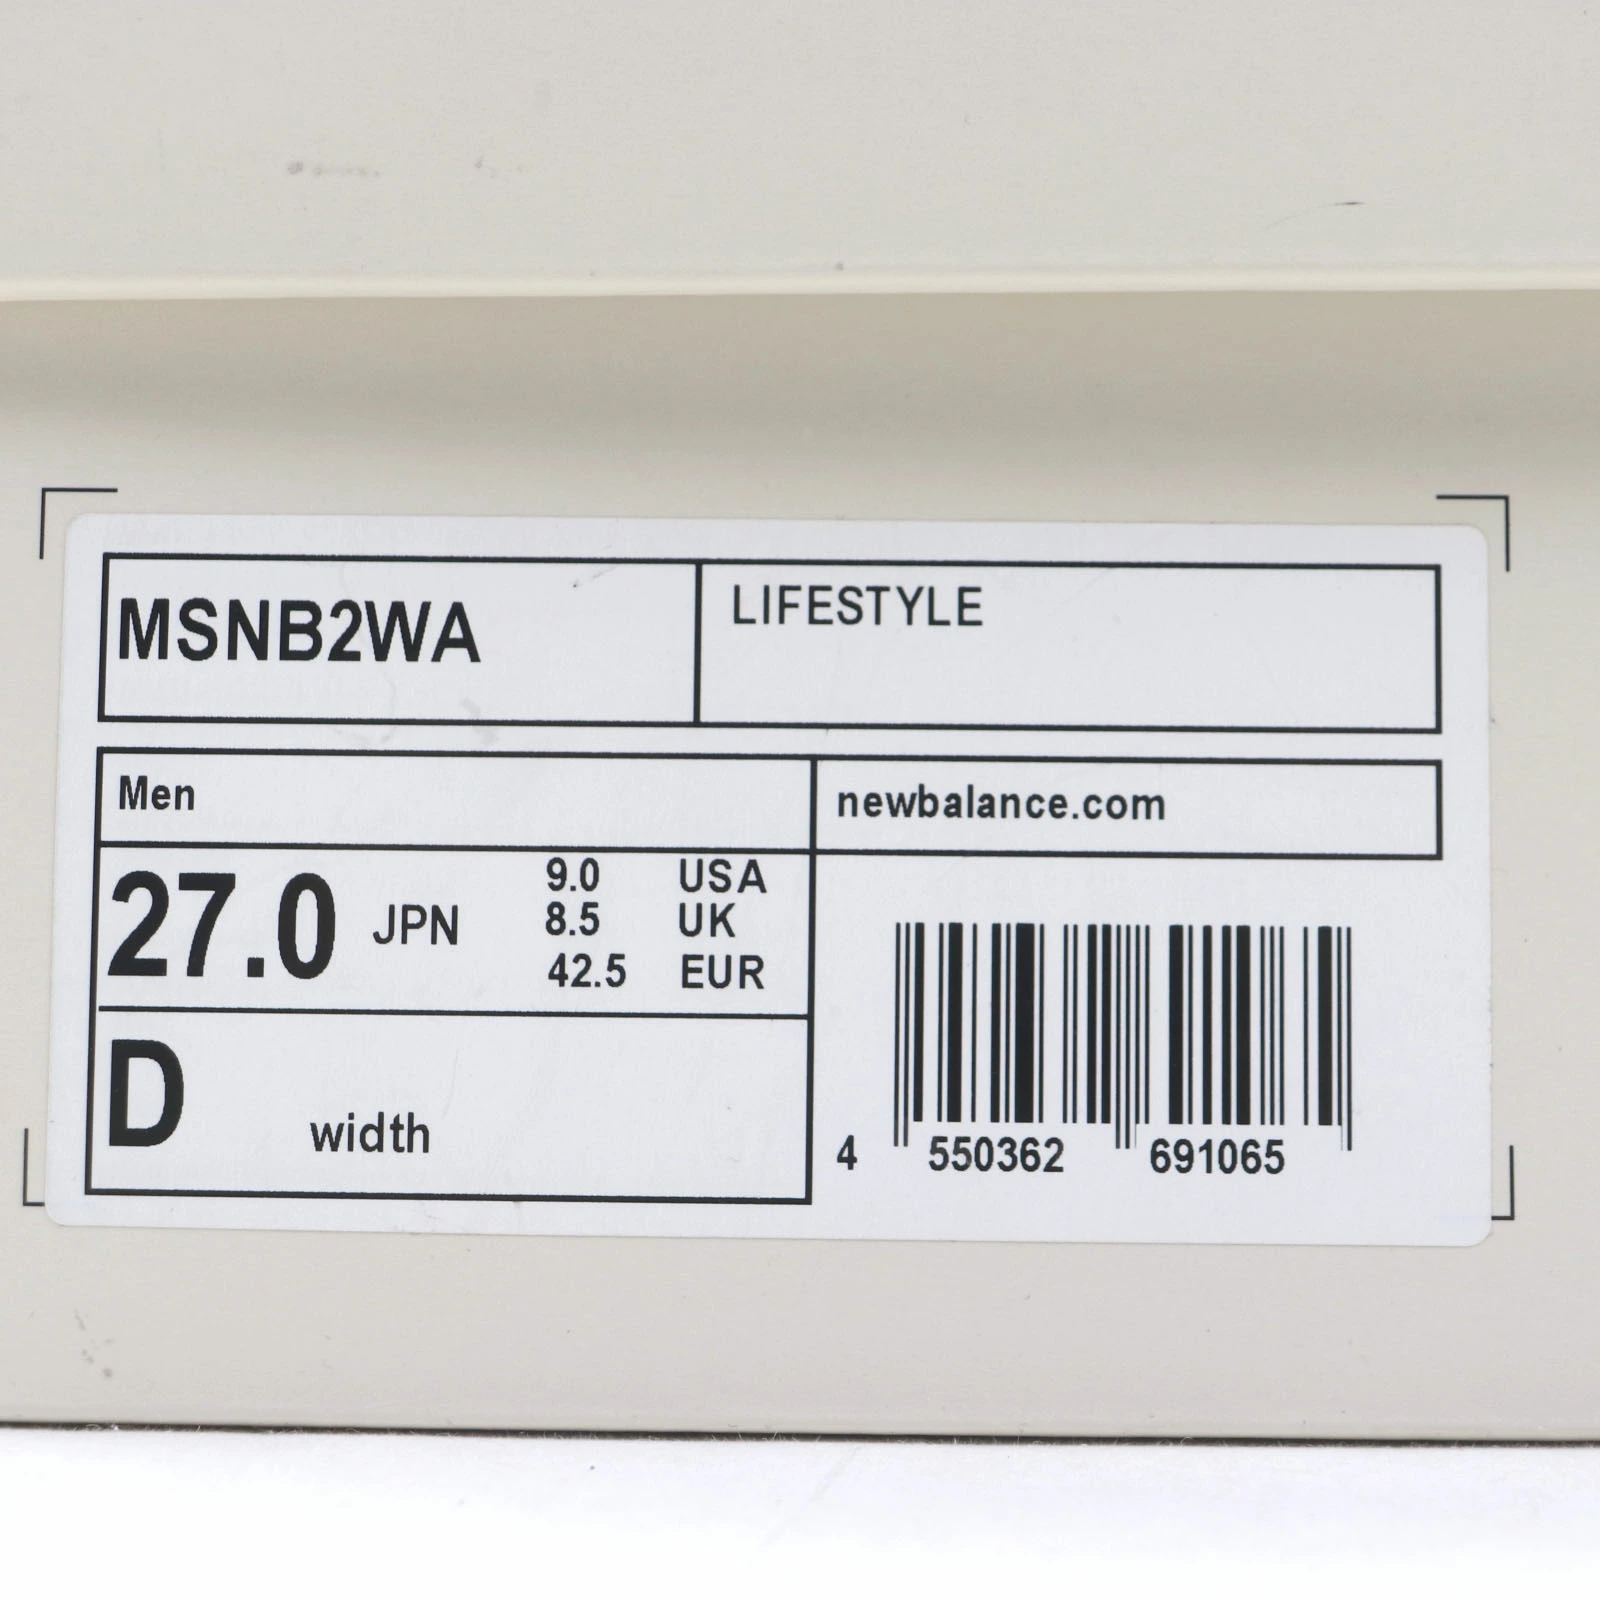 MSNB2WA
LIFESTYLE
Men
newbalance.com
27.0 JPN
9.0 USA
8.5 UK
42.5 EUR
D width
4 550362 691065